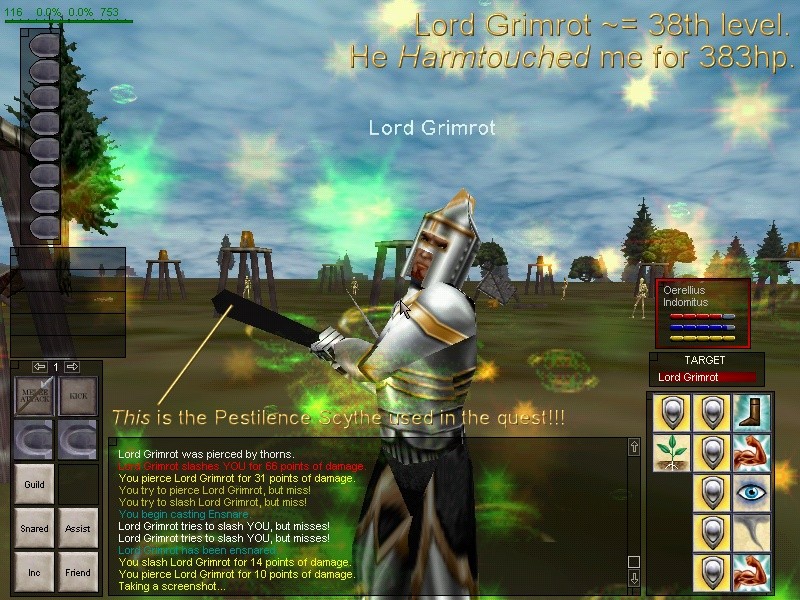 116 0.0% 0.0% 753
Lord Grimrot ~= 38th level.
He Harmtouched me for 383hp.
Lord Grimrot
Oerellius
Indomitus
TARGET
Lord Grimrot
1
MELEE ATTACK
KICK
This is the Pestilence Scythe used in the quest!!!
Guild
Snared
Assist
Inc
Friend
Lord Grimrot was pierced by thorns.
Lord Grimrot slashes YOU for 66 points of damage.
You pierce Lord Grimrot for 31 points of damage.
You try to pierce Lord Grimrot, but miss!
You try to slash Lord Grimrot, but miss!
You begin casting Ensnare.
Lord Grimrot tries to slash YOU, but misses!
Lord Grimrot tries to slash YOU, but misses!
Lord Grimrot has been ensnared.
You slash Lord Grimrot for 14 points of damage.
You pierce Lord Grimrot for 10 points of damage.
Taking a screenshot...